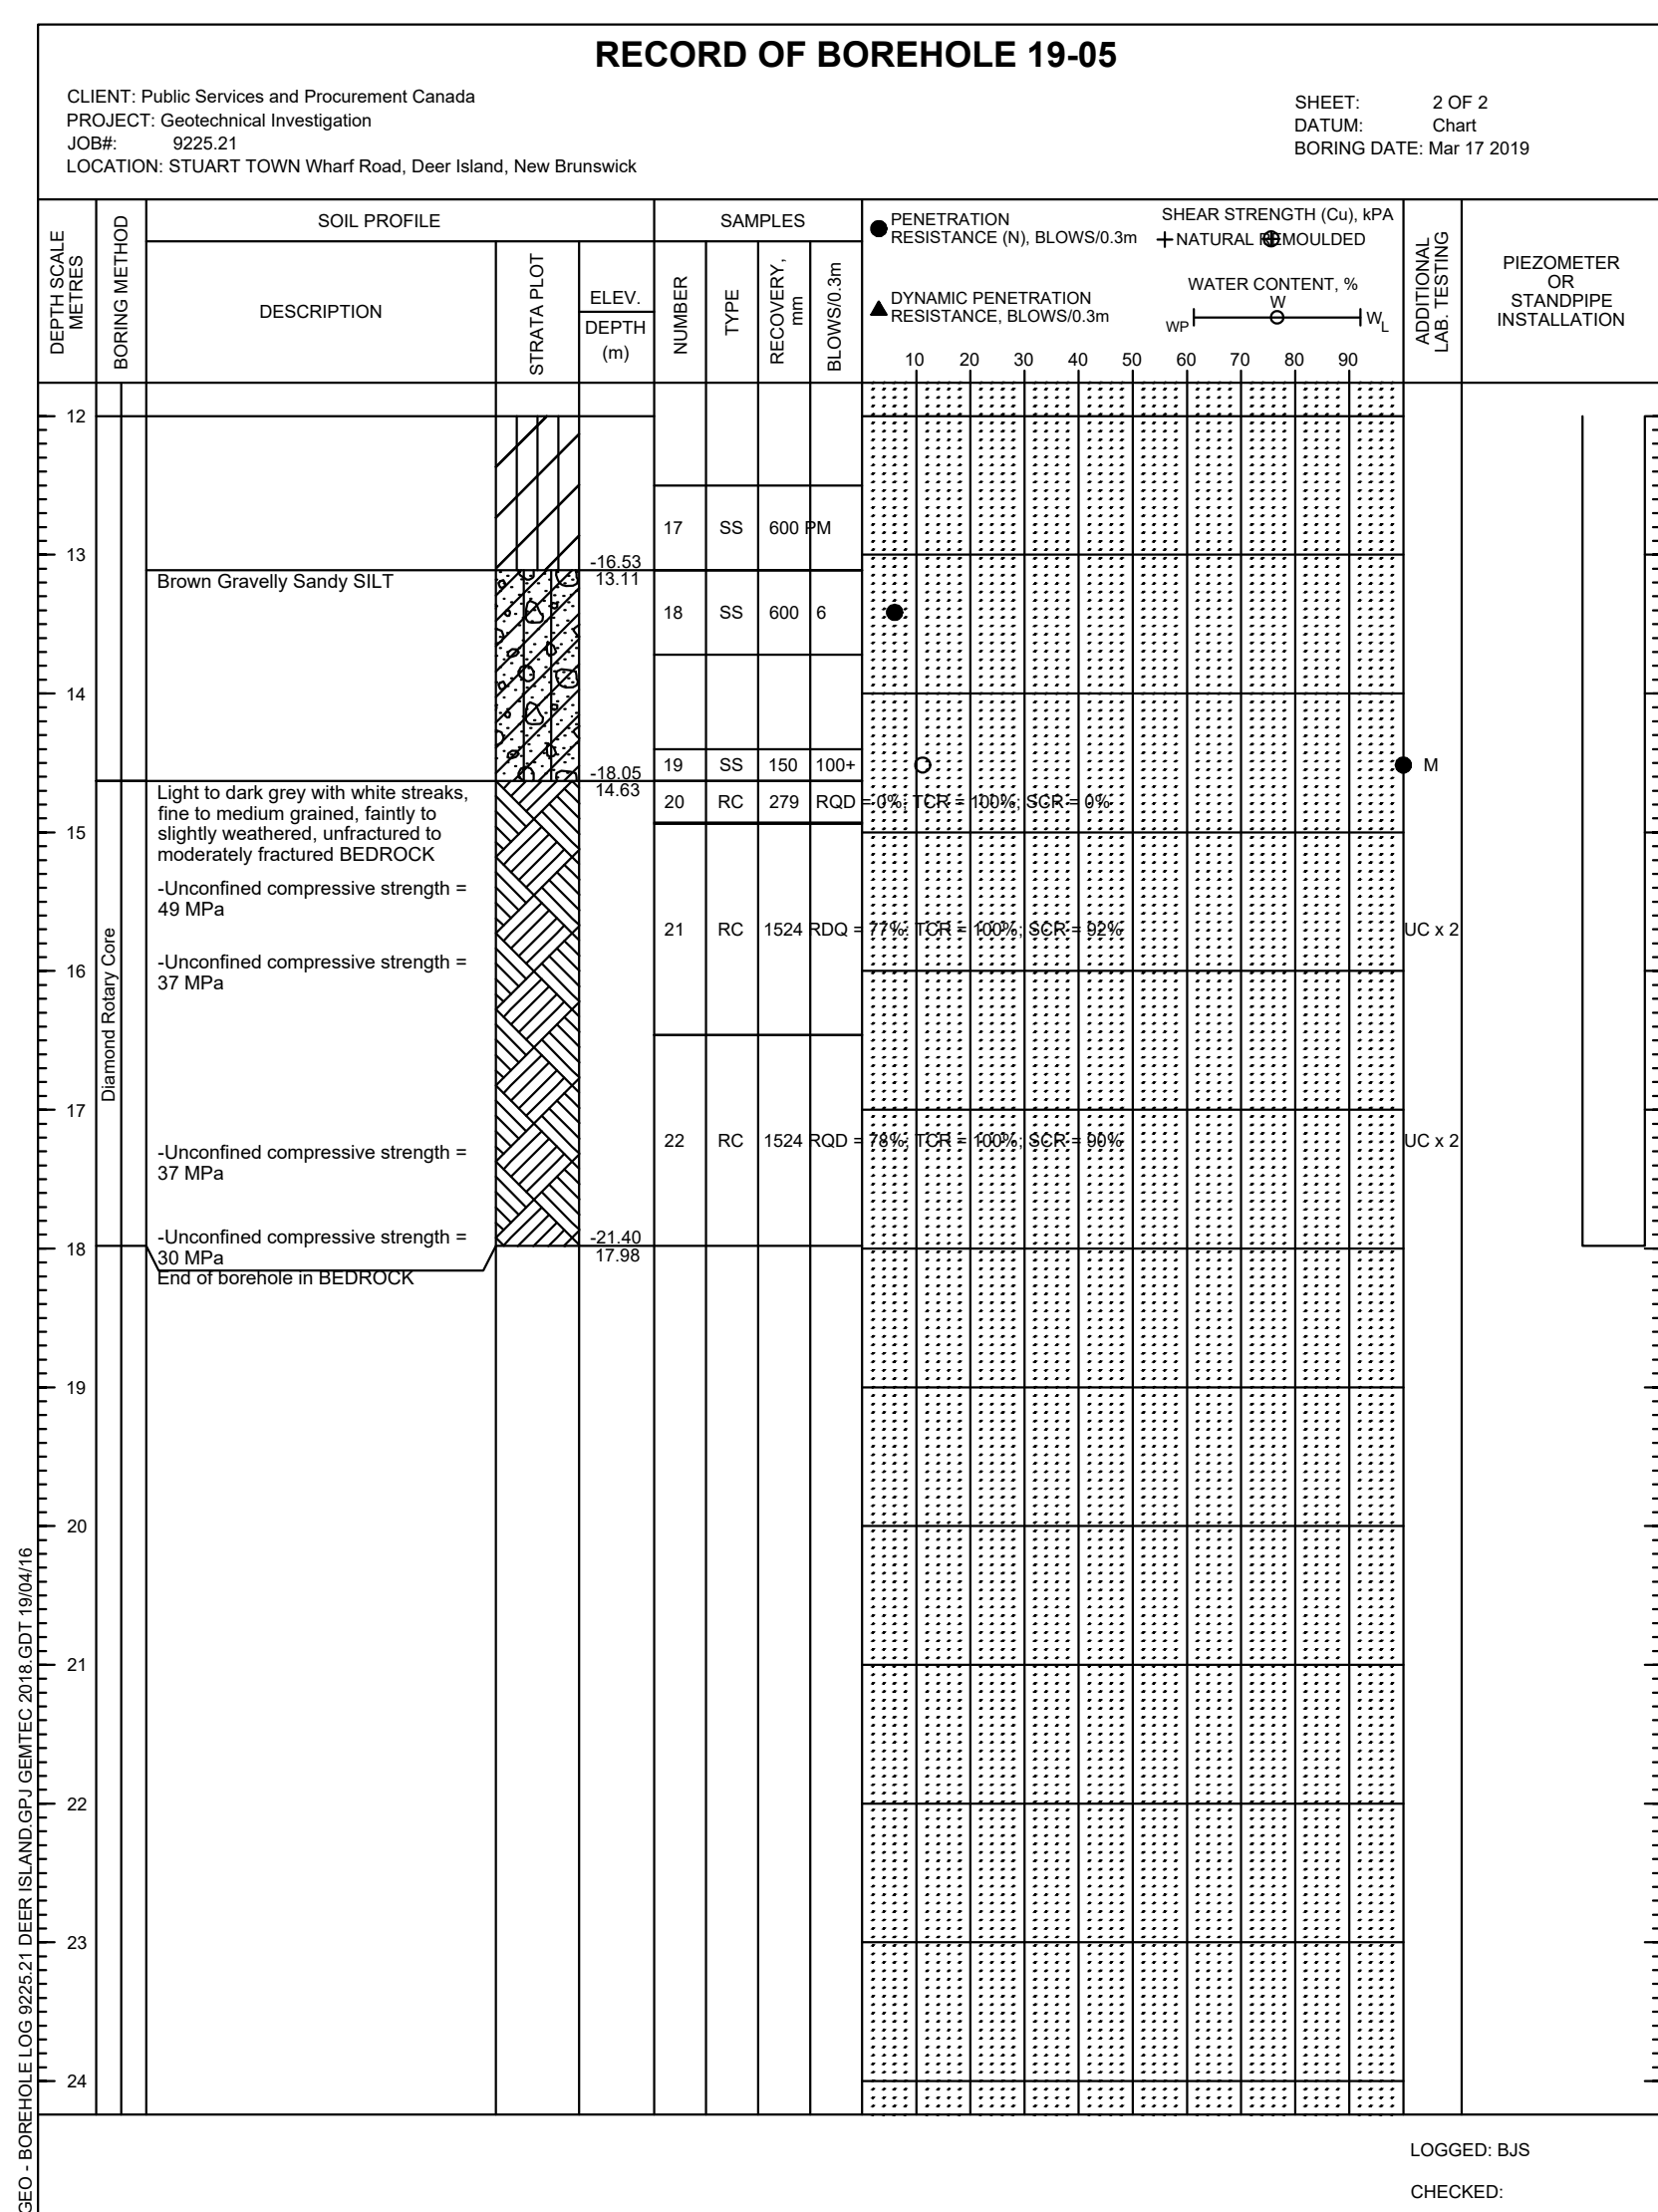 RECORD OF BOREHOLE 19-05
CLIENT: Public Services and Procurement Canada
PROJECT: Geotechnical Investigation
JOB#: 9225.21
LOCATION: STUART TOWN Wharf Road, Deer Island, New Brunswick
SHEET: 2 OF 2
DATUM: Chart
BORING DATE: Mar 17 2019
DEPTH SCALE
METRES
BORING METHOD
SOIL PROFILE
DESCRIPTION
STRATA PLOT
ELEV.
DEPTH
(m)
SAMPLES
NUMBER
TYPE
RECOVERY,
mm
BLOWS/0.3m
PENETRATION
RESISTANCE (N), BLOWS/0.3m
DYNAMIC PENETRATION
RESISTANCE, BLOWS/0.3m
SHEAR STRENGTH (Cu), kPA
+ NATURAL REMOULDED
WATER CONTENT, %
W
WP WL
10 20 30 40 50 60 70 80 90
ADDITIONAL
LAB. TESTING
PIEZOMETER
OR
STANDPIPE
INSTALLATION
12
17 SS 600 PM
13
-16.53
13.11
Brown Gravelly Sandy SILT
18 SS 600 6
14
19 SS 150 100+ M
-18.05
14.63
Light to dark grey with white streaks,
fine to medium grained, faintly to
slightly weathered, unfractured to
moderately fractured BEDROCK
20 RC 279 RQD = 0%; TCR = 100%; SCR = 0%
15
-Unconfined compressive strength =
49 MPa
21 RC 1524 RDQ = 77%; TCR = 100%; SCR = 92% UC x 2
-Unconfined compressive strength =
37 MPa
16
Diamond Rotary Core
17
22 RC 1524 RQD = 78%; TCR = 100%; SCR = 90% UC x 2
-Unconfined compressive strength =
37 MPa
-Unconfined compressive strength =
30 MPa
-21.40
17.98
18
End of borehole in BEDROCK
19
20
21
22
23
24
GEO - BOREHOLE LOG 9225.21 DEER ISLAND.GPJ GEMTEC 2018.GDT 19/04/16
LOGGED: BJS
CHECKED: